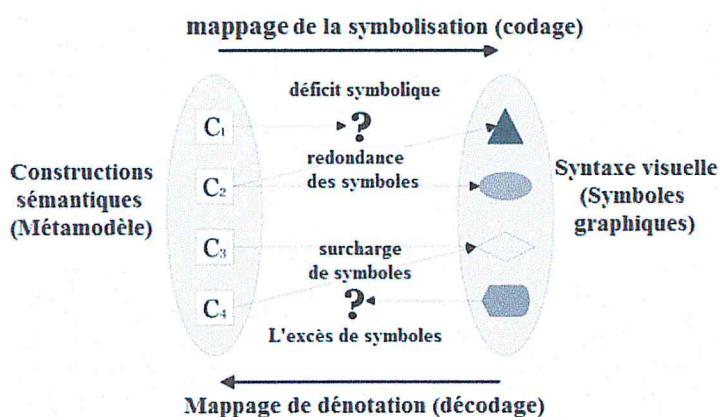 mappage de la symbolisation (codage)
déficit symbolique
?
C1
redondance
des symboles
C2
Constructions
sémantiques
(Métamodèle)
Syntaxe visuelle
(Symboles
graphiques)
C3
surcharge
de symboles
C4
?
L'excès de symboles
Mappage de dénotation (décodage)